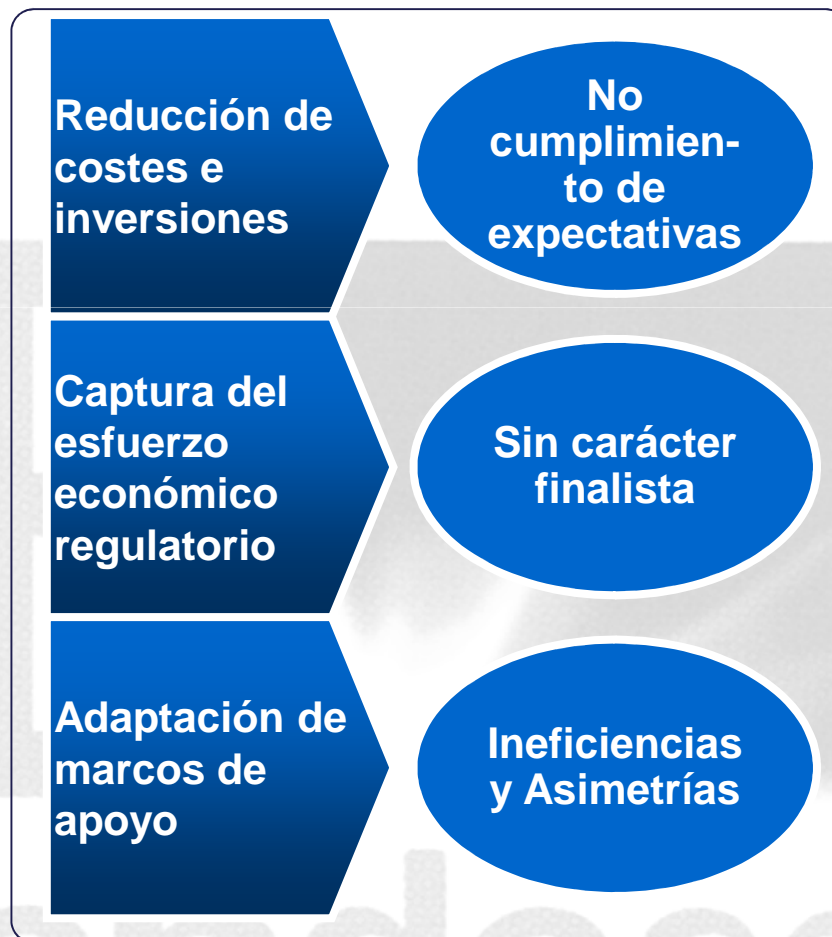 Reducción de
costes e
inversiones
No
cumplimien-
to de
expectativas
Captura del
esfuerzo
económico
regulatorio
Sin carácter
finalista
Adaptación de
marcos de
apoyo
Ineficiencias
y Asimetrías